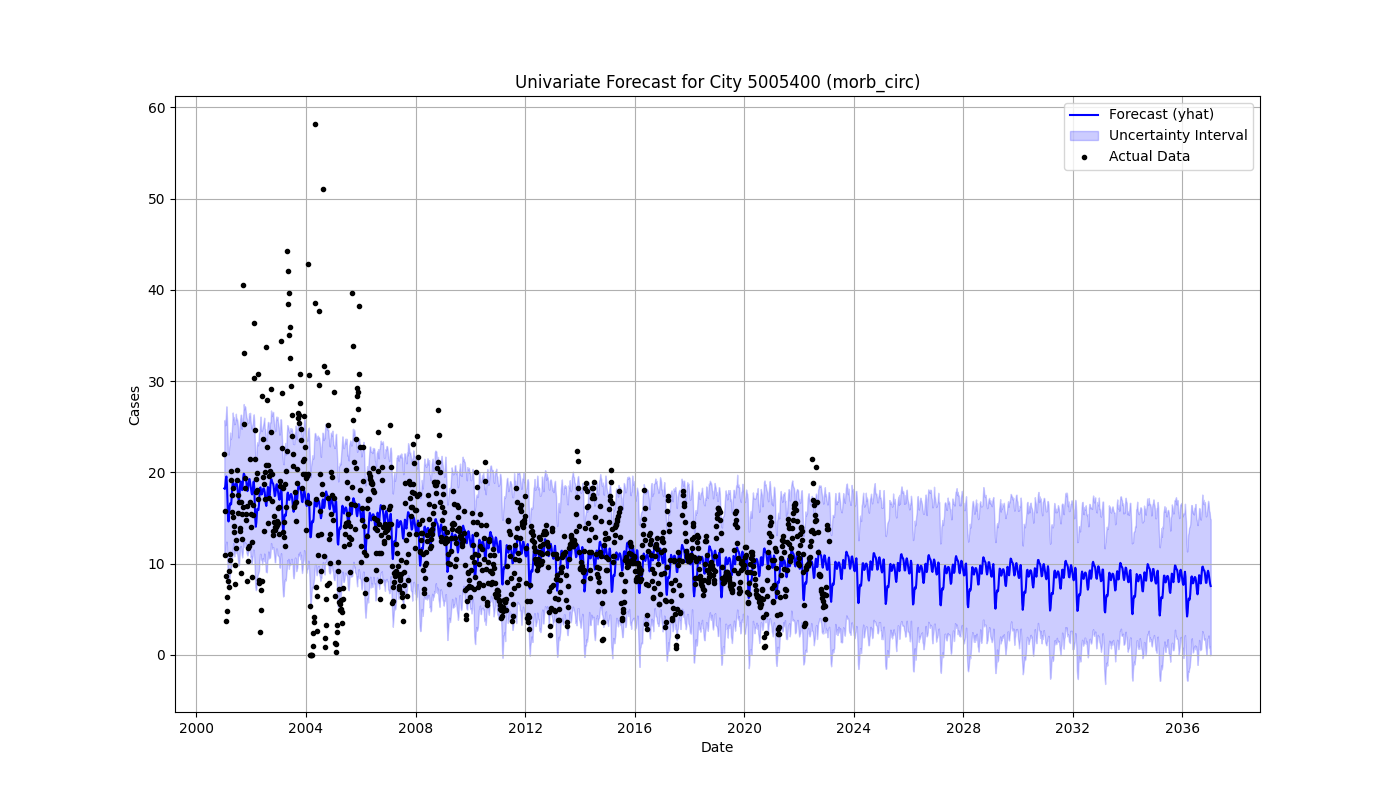 Univariate Forecast for City 5005400 (morb_circ)
Forecast (yhat)
Uncertainty Interval
Actual Data
Cases
60
50
40
30
20
10
0
2000 2004 2008 2012 2016 2020 2024 2028 2032 2036
Date